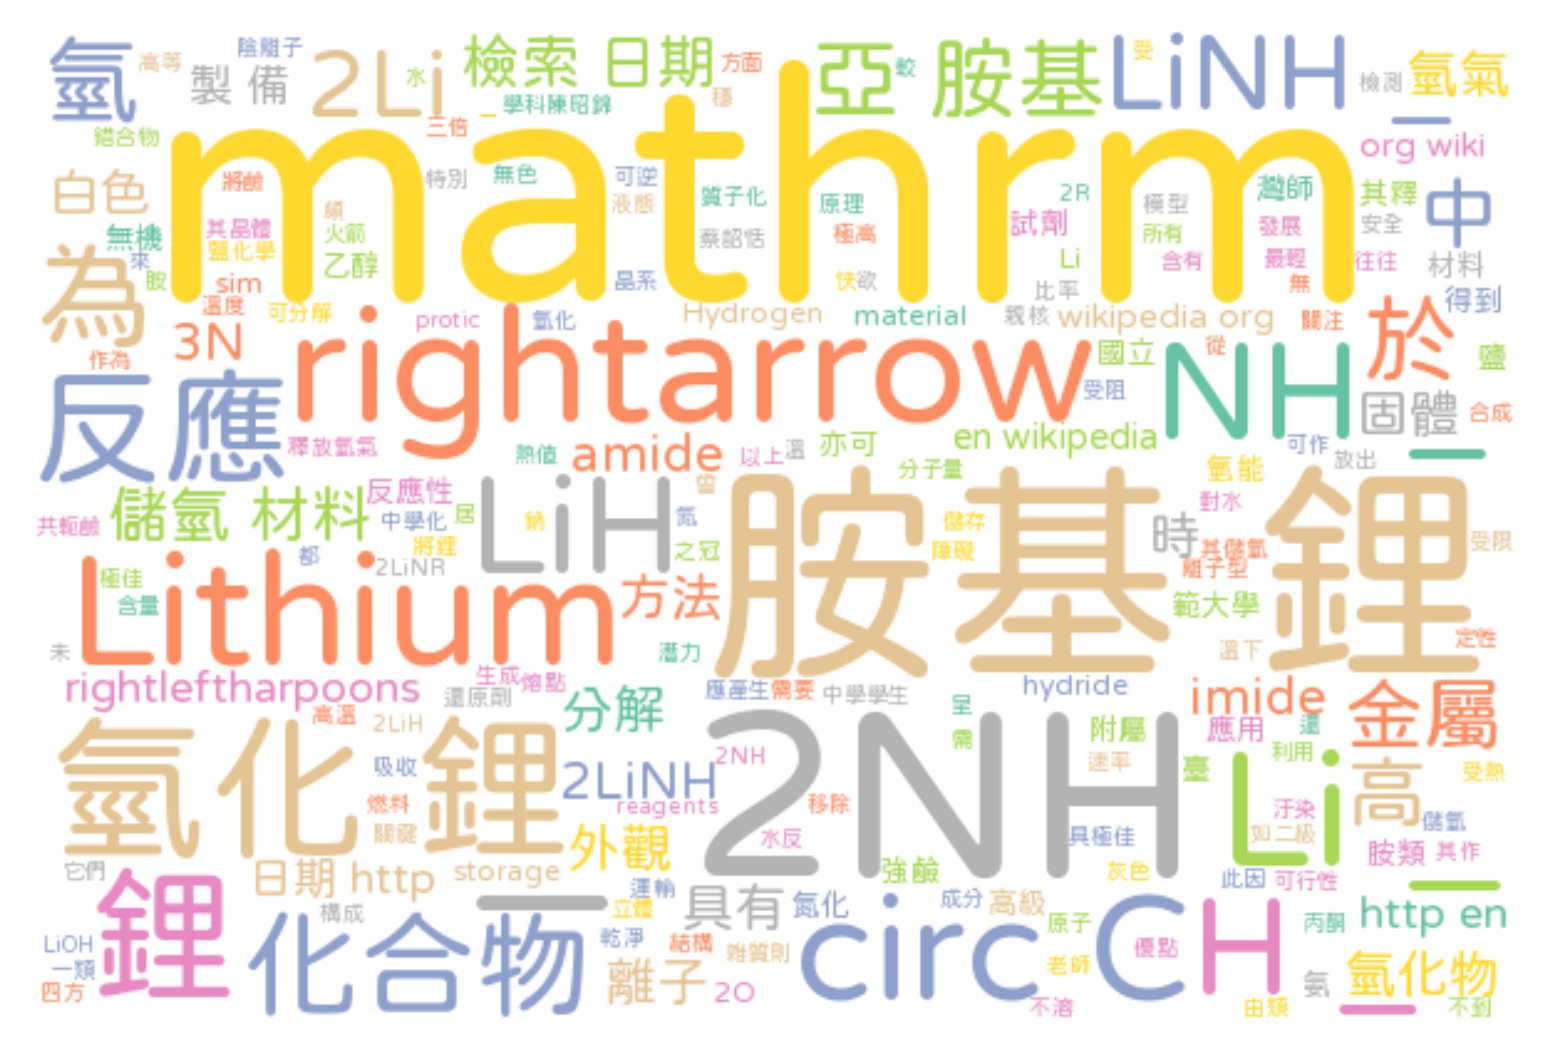 氫 高等 陰離子 製備 2Li 水 檢索 日期 方面 亞 較 胺基 LiNH 受 檢測 氫氣
錯合物 三倍 _ 學科陳昭錦 穩 mathrm org wiki
白色 將鹼 特別 無色 可逆 質子化 原理 2R 模型 灣師 其釋 中
無機 其晶體 頗 液態 試劑 發展 安全
來 鹽化學 火箭 蔡韶恬 極高 所有
為 胺 乙醇 晶系 快欲 Li 含有 最輕 往往 材料
sim 溫度 可分解 比率 無 得到
3N protic 氫化 Hydrogen material 親核 wikipedia org 關注 於
作為 rightarrow 國立 NH 從 鹽
反應 受阻 固體 合成
釋放氫氣 熱值 amide 以上 溫 亦可 en wikipedia 可作 放出
儲氫 材料 反應性 LiH 曾 胺基鋰 分子量 氫能
共軛鹼 中學化 居 鈉 氮 儲存 時 對水
都 將鋰 之冠 障礙 其儲氫 受限
極佳 2LiNR 離子型
含量 Lithium 方法 範大學
未 潛力 溫下 定性
rightleftharpoons 生成 熔點 還原劑 應產生 需要 中學學生 hydride imide 金屬
高溫 2LiH 分解 2NH 星 附屬 應用 還
氫化鋰 吸收 2LiNH 2NH 需 速率 臺 Li 利用 高 受熱
燃料 reagents 移除 汙染 儲氫
關鍵 外觀 水反 具極佳 如二級 胺類 其作
它們 日期 http storage 強鹼 灰色 此因 可行性
鋰 構成 運輸 立體 具有 氮化 成分 高級 http en
LiOH 化合物 乾淨 結構 雜質則 circ 原子 CH 優點 丙酮
一類 離子 老師 氨 氫化物
四方 2O 不溶 由類 不到